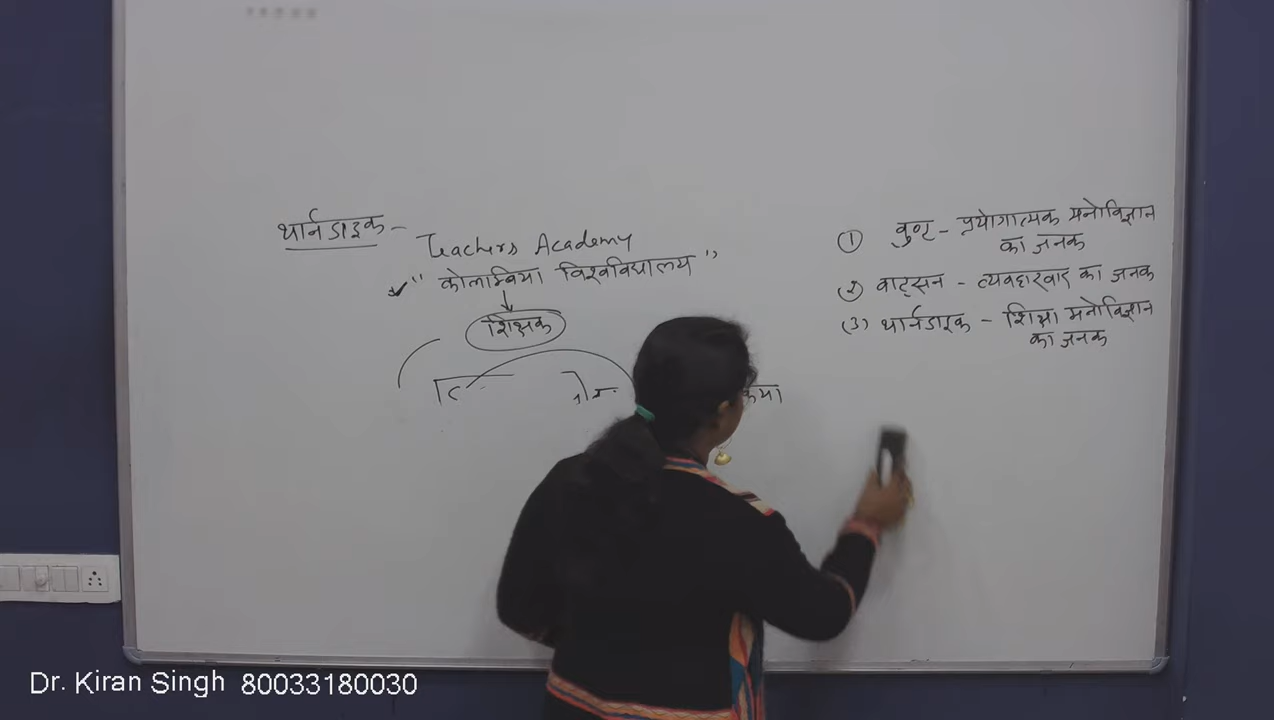 थार्नडाइक -
Teachers Academy
" कोलाम्बिया विश्वविद्यालय "
शिक्षक
किया
① वुण्ट - प्रयोगात्मक मनोविज्ञान
का जनक
② वाट्सन - व्यवहारवाद का जनक
(3) थार्नडाइक - शिक्षा मनोविज्ञान
का जनक
Dr. Kiran Singh 80033180030